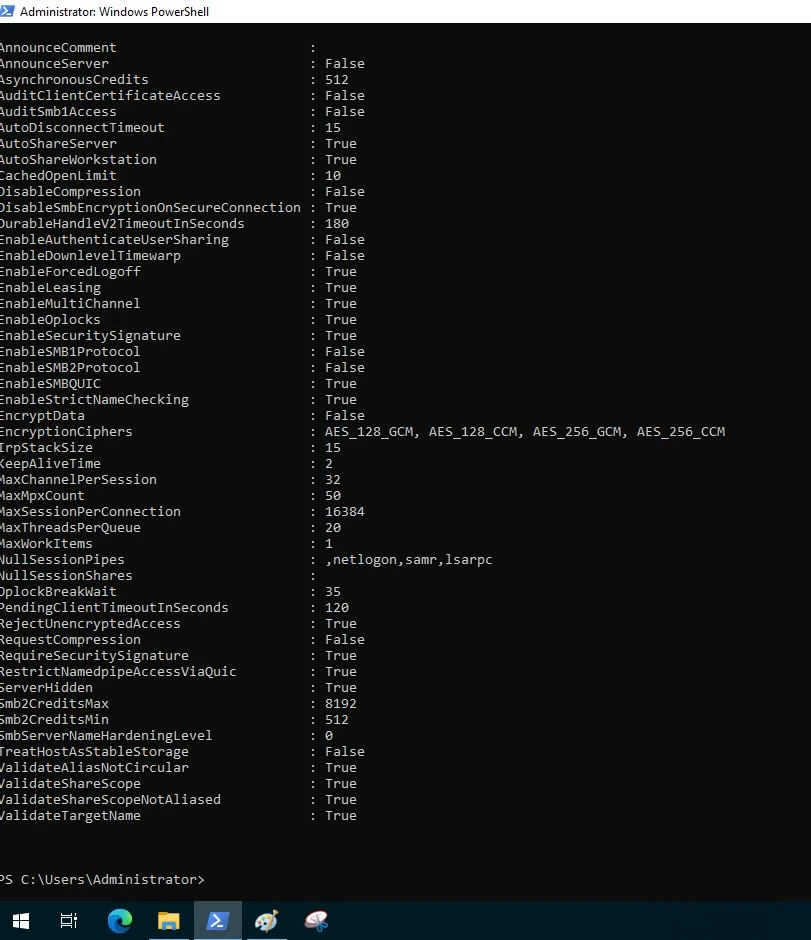 Administrator: Windows PowerShell
AnnounceComment :
AnnounceServer : False
AsynchronousCredits : 512
AuditClientCertificateAccess : False
AuditSmb1Access : False
AutoDisconnectTimeout : 15
AutoShareServer : True
AutoShareWorkstation : True
CachedOpenLimit : 10
DisableCompression : False
DisableSmbEncryptionOnSecureConnection : True
DurableHandleV2TimeoutInSeconds : 180
EnableAuthenticateUserSharing : False
EnableDownlevelTimewarp : False
EnableForcedLogoff : True
EnableLeasing : True
EnableMultiChannel : True
EnableOplocks : True
EnableSecuritySignature : True
EnableSMB1Protocol : False
EnableSMB2Protocol : False
EnableSMBQUIC : True
EnableStrictNameChecking : True
EncryptData : False
EncryptionCiphers : AES_128_GCM, AES_128_CCM, AES_256_GCM, AES_256_CCM
IrpStackSize : 15
KeepAliveTime : 2
MaxChannelPerSession : 32
MaxMpxCount : 50
MaxSessionPerConnection : 16384
MaxThreadsPerQueue : 20
MaxWorkItems : 1
NullSessionPipes : ,netlogon,samr,lsarpc
NullSessionShares :
OplockBreakWait : 35
PendingClientTimeoutInSeconds : 120
RejectUnencryptedAccess : True
RequestCompression : False
RequireSecuritySignature : True
RestrictNamedpipeAccessViaQuic : True
ServerHidden : True
Smb2CreditsMax : 8192
Smb2CreditsMin : 512
SmbServerNameHardeningLevel : 0
TreatHostAsStableStorage : False
ValidateAliasNotCircular : True
ValidateShareScope : True
ValidateShareScopeNotAliased : True
ValidateTargetName : True
PS C:\Users\Administrator>